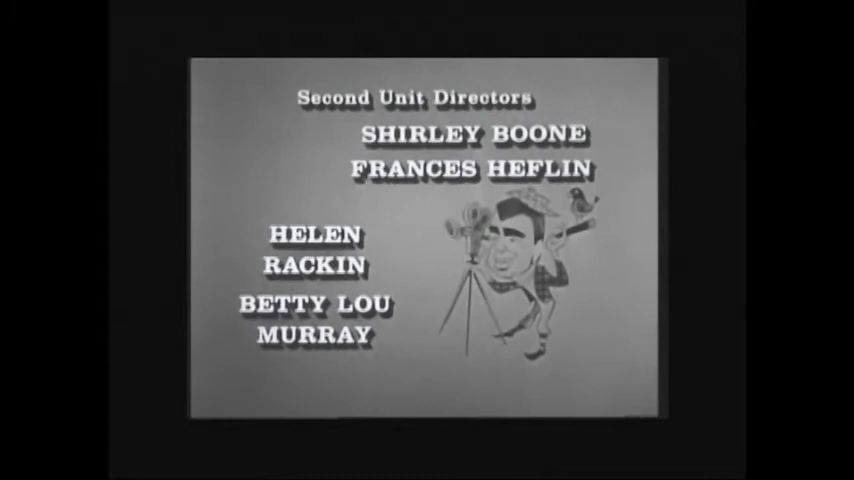 Second Unit Directors
SHIRLEY BOONE
FRANCES HEFLIN
HELEN
RACKIN
BETTY LOU
MURRAY